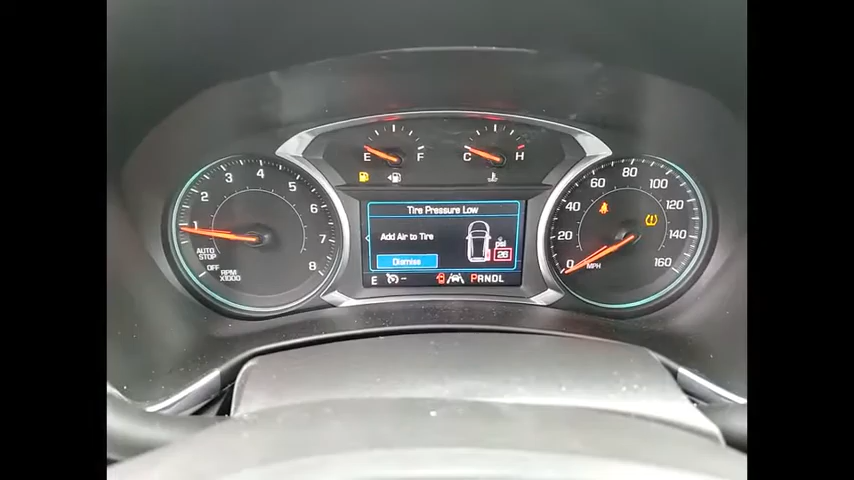 E F
C H
1 2 3 4 5 6 7 8
AUTO
STOP
OFF
RPM
X1000
Tire Pressure Low
Add Air to Tire
psi
26
Dismiss
E -- PRNDL
0 20 40 60 80 100 120 140 160
MPH